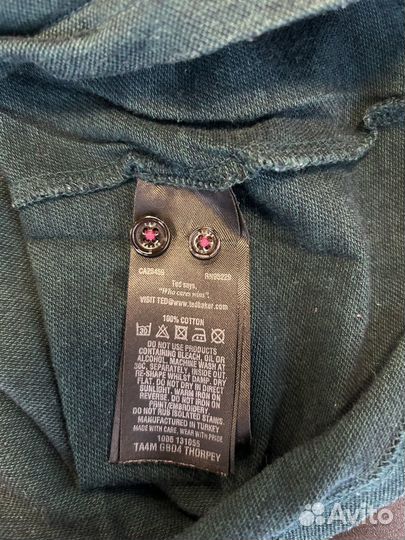 CA29459 RN95229
Ted says,
"Who cares wins".
VISIT TED@www.tedbaker.com
100% COTTON
30
DO NOT USE PRODUCTS
CONTAINING BLEACH, OIL OR
ALCOHOL. MACHINE WASH AT
30C, SEPARATELY, INSIDE OUT.
RE-SHAPE WHILST DAMP. DRY
FLAT. DO NOT DRY IN DIRECT
SUNLIGHT. WARM IRON ON
REVERSE. DO NOT IRON ON
PRINT/EMBROIDERY.
DO NOT RUB ISOLATED STAINS.
MANUFACTURED IN TURKEY
MADE WITH CARE. WEAR WITH PRIDE
1006 131055
TA4M GB04 THORPEY
Avito